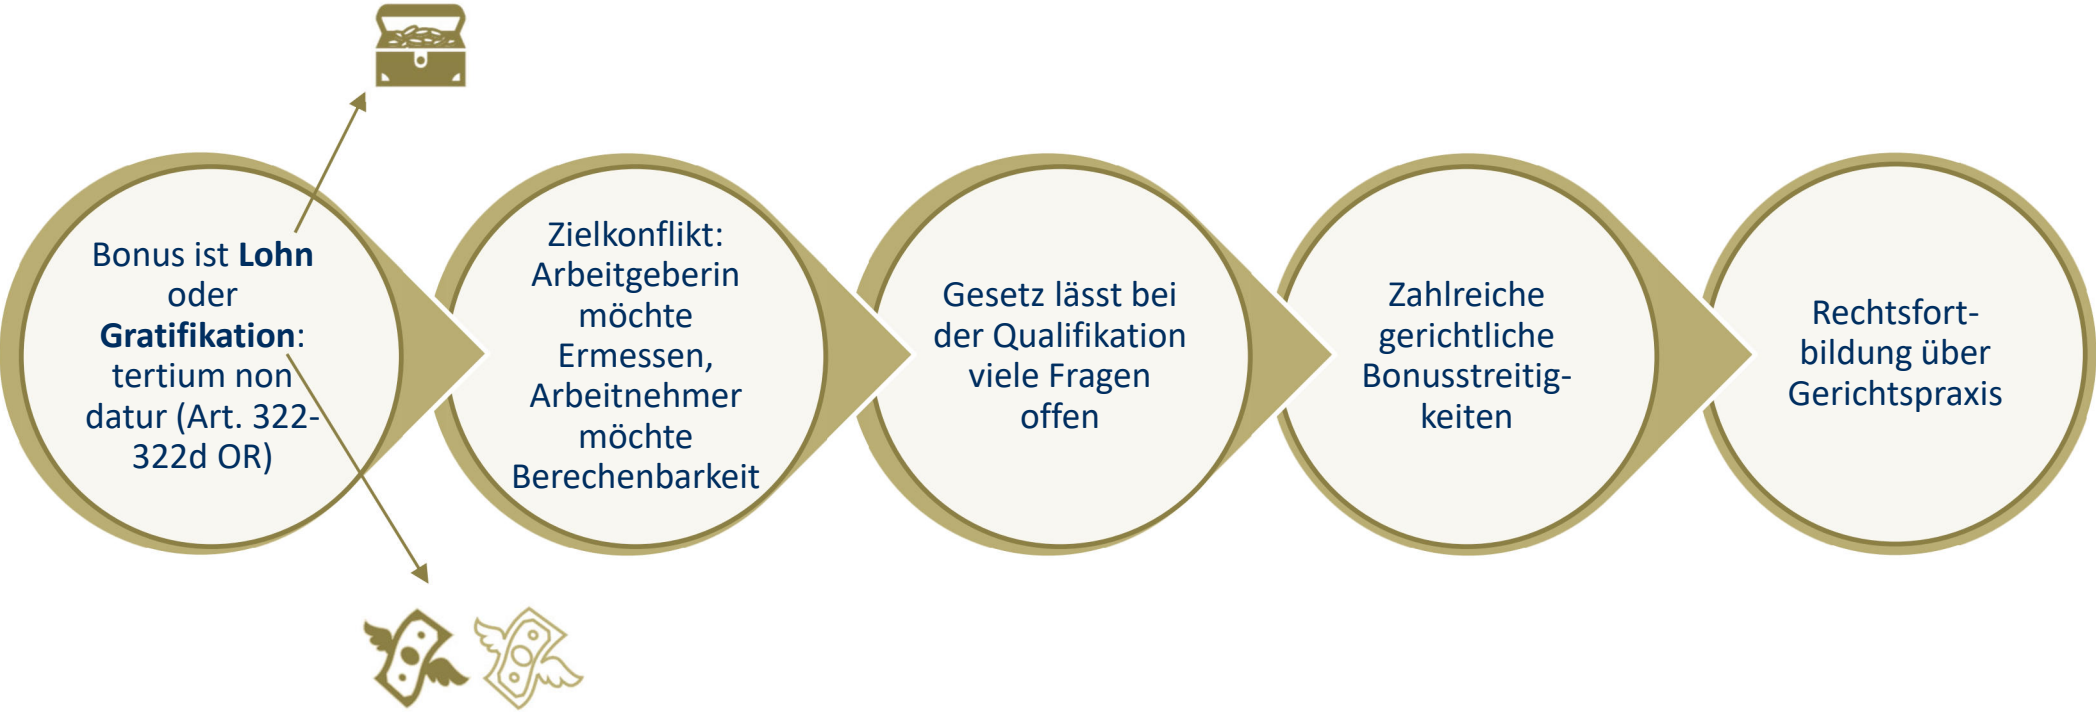 Bonus ist Lohn
oder
Gratifikation:
tertium non
datur (Art. 322-
322d OR)
Zielkonflikt:
Arbeitgeberin
möchte
Ermessen,
Arbeitnehmer
möchte
Berechenbarkeit
Gesetz lässt bei
der Qualifikation
viele Fragen
offen
Zahlreiche
gerichtliche
Bonusstreitig-
keiten
Rechtsfort-
bildung über
Gerichtspraxis